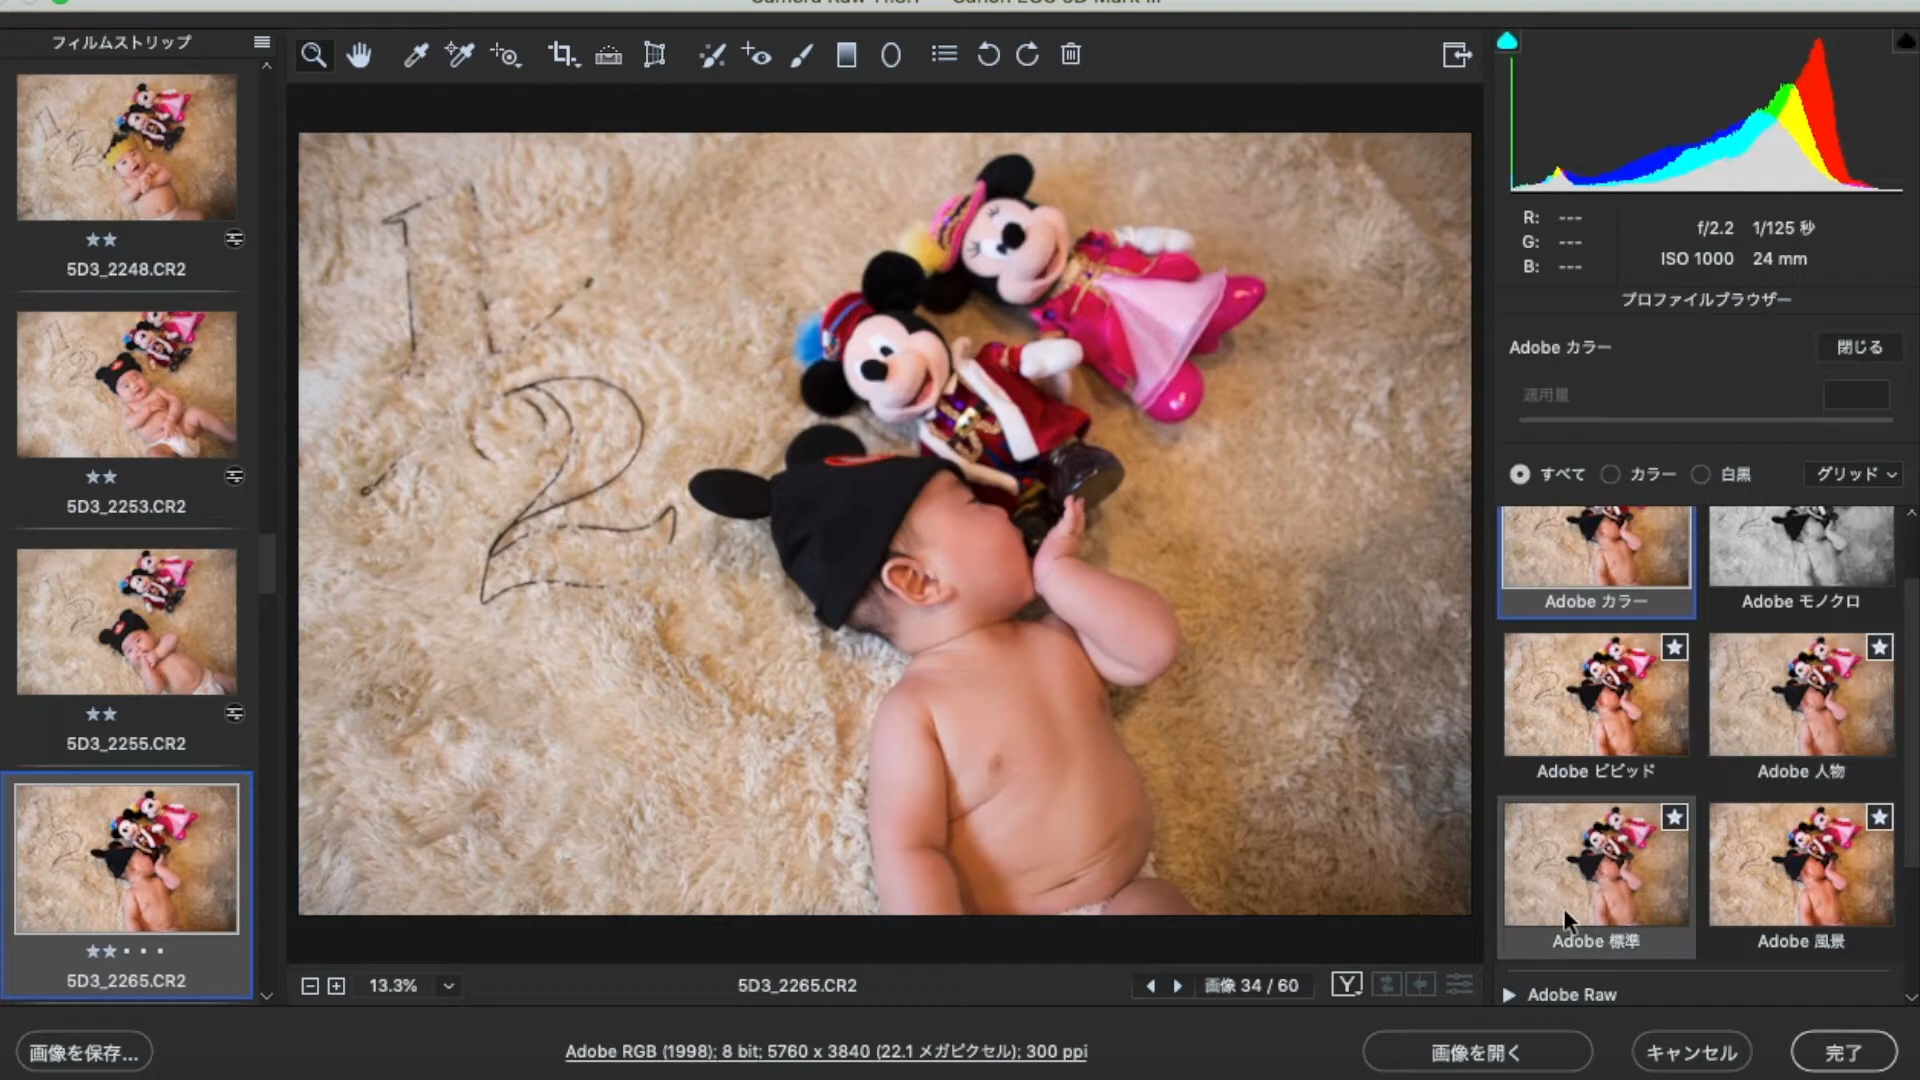 フィルムストリップ
5D3_2248.CR2
5D3_2253.CR2
5D3_2255.CR2
5D3_2265.CR2
1/2
13.3%
5D3_2265.CR2
画像 34 / 60
Y
R: ---
G: ---
B: ---
f/2.2 1/125 秒
ISO 1000 24 mm
プロファイルブラウザー
Adobe カラー
閉じる
適用量
すべて カラー 白黒
グリッド
Adobe カラー
Adobe モノクロ
Adobe ビビッド
Adobe 人物
Adobe 標準
Adobe 風景
Adobe Raw
画像を保存...
Adobe RGB (1998); 8 bit; 5760 x 3840 (22.1 メガピクセル); 300 ppi
画像を開く
キャンセル
完了